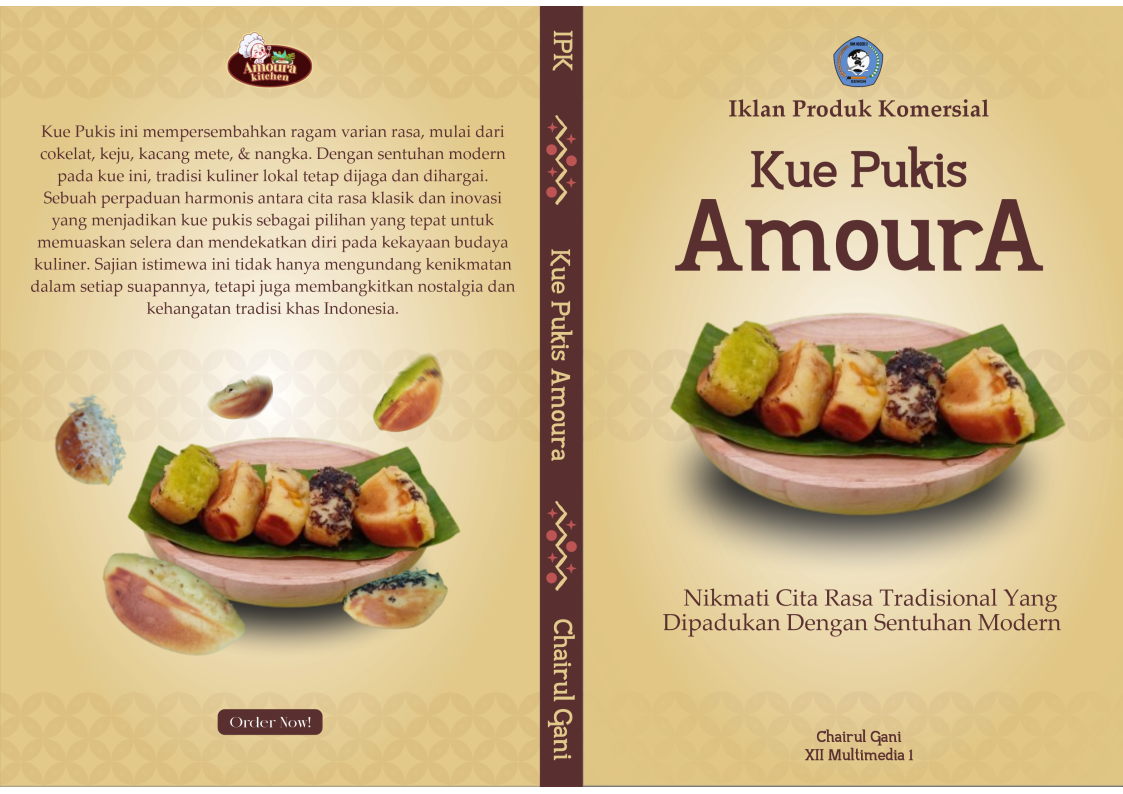 Amoura
kitchen
Kue Pukis ini mempersembahkan ragam varian rasa, mulai dari
cokelat, keju, kacang mete, & nangka. Dengan sentuhan modern
pada kue ini, tradisi kuliner lokal tetap dijaga dan dihargai.
Sebuah perpaduan harmonis antara cita rasa klasik dan inovasi
yang menjadikan kue pukis sebagai pilihan yang tepat untuk
memuaskan selera dan mendekatkan diri pada kekayaan budaya
kuliner. Sajian istimewa ini tidak hanya mengundang kenikmatan
dalam setiap suapannya, tetapi juga membangkitkan nostalgia dan
kehangatan tradisi khas Indonesia.
Order Now!
IPK
Kue Pukis Amoura
Chairul Gani
Iklan Produk Komersial
Kue Pukis
AmourA
Nikmati Cita Rasa Tradisional Yang
Dipadukan Dengan Sentuhan Modern
Chairul Gani
XII Multimedia 1